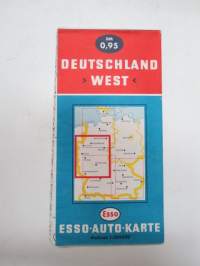 DM
0,95
DEUTSCHLAND
> WEST <
Esso
ESSO-AUTO-KARTE